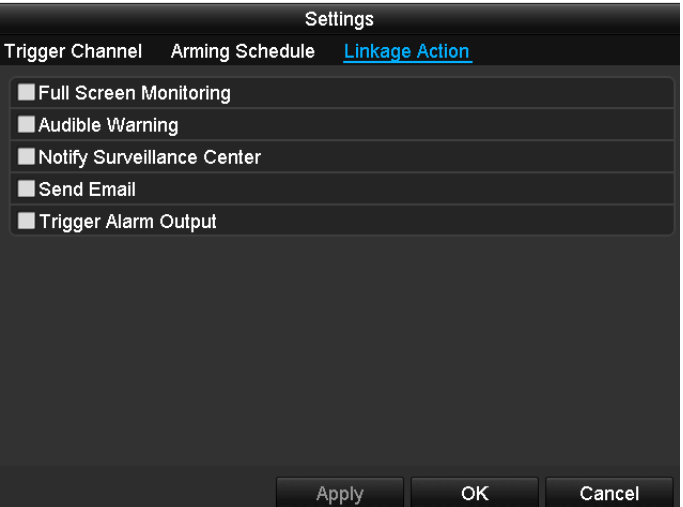 Settings
Trigger Channel Arming Schedule Linkage Action
Full Screen Monitoring
Audible Warning
Notify Surveillance Center
Send Email
Trigger Alarm Output
Apply OK Cancel